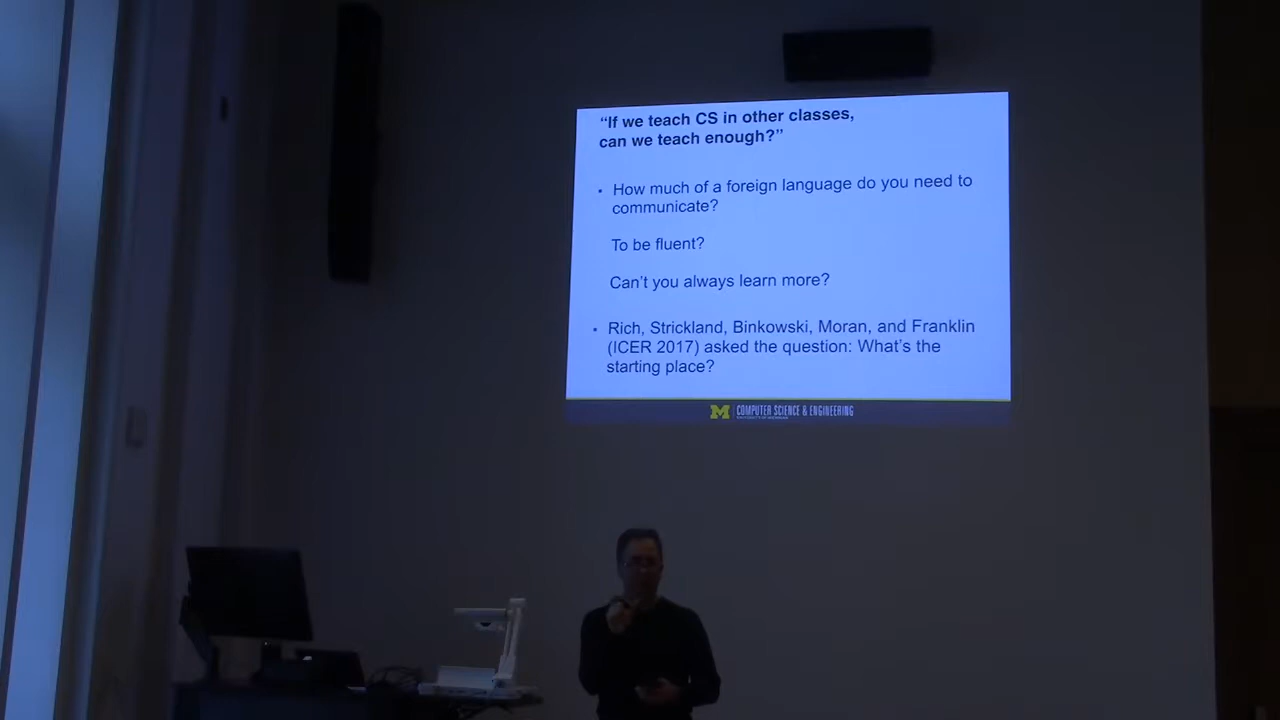 “If we teach CS in other classes,
can we teach enough?”
• How much of a foreign language do you need to
communicate?
To be fluent?
Can’t you always learn more?
• Rich, Strickland, Binkowski, Moran, and Franklin
(ICER 2017) asked the question: What’s the
starting place?
M COMPUTER SCIENCE & ENGINEERING